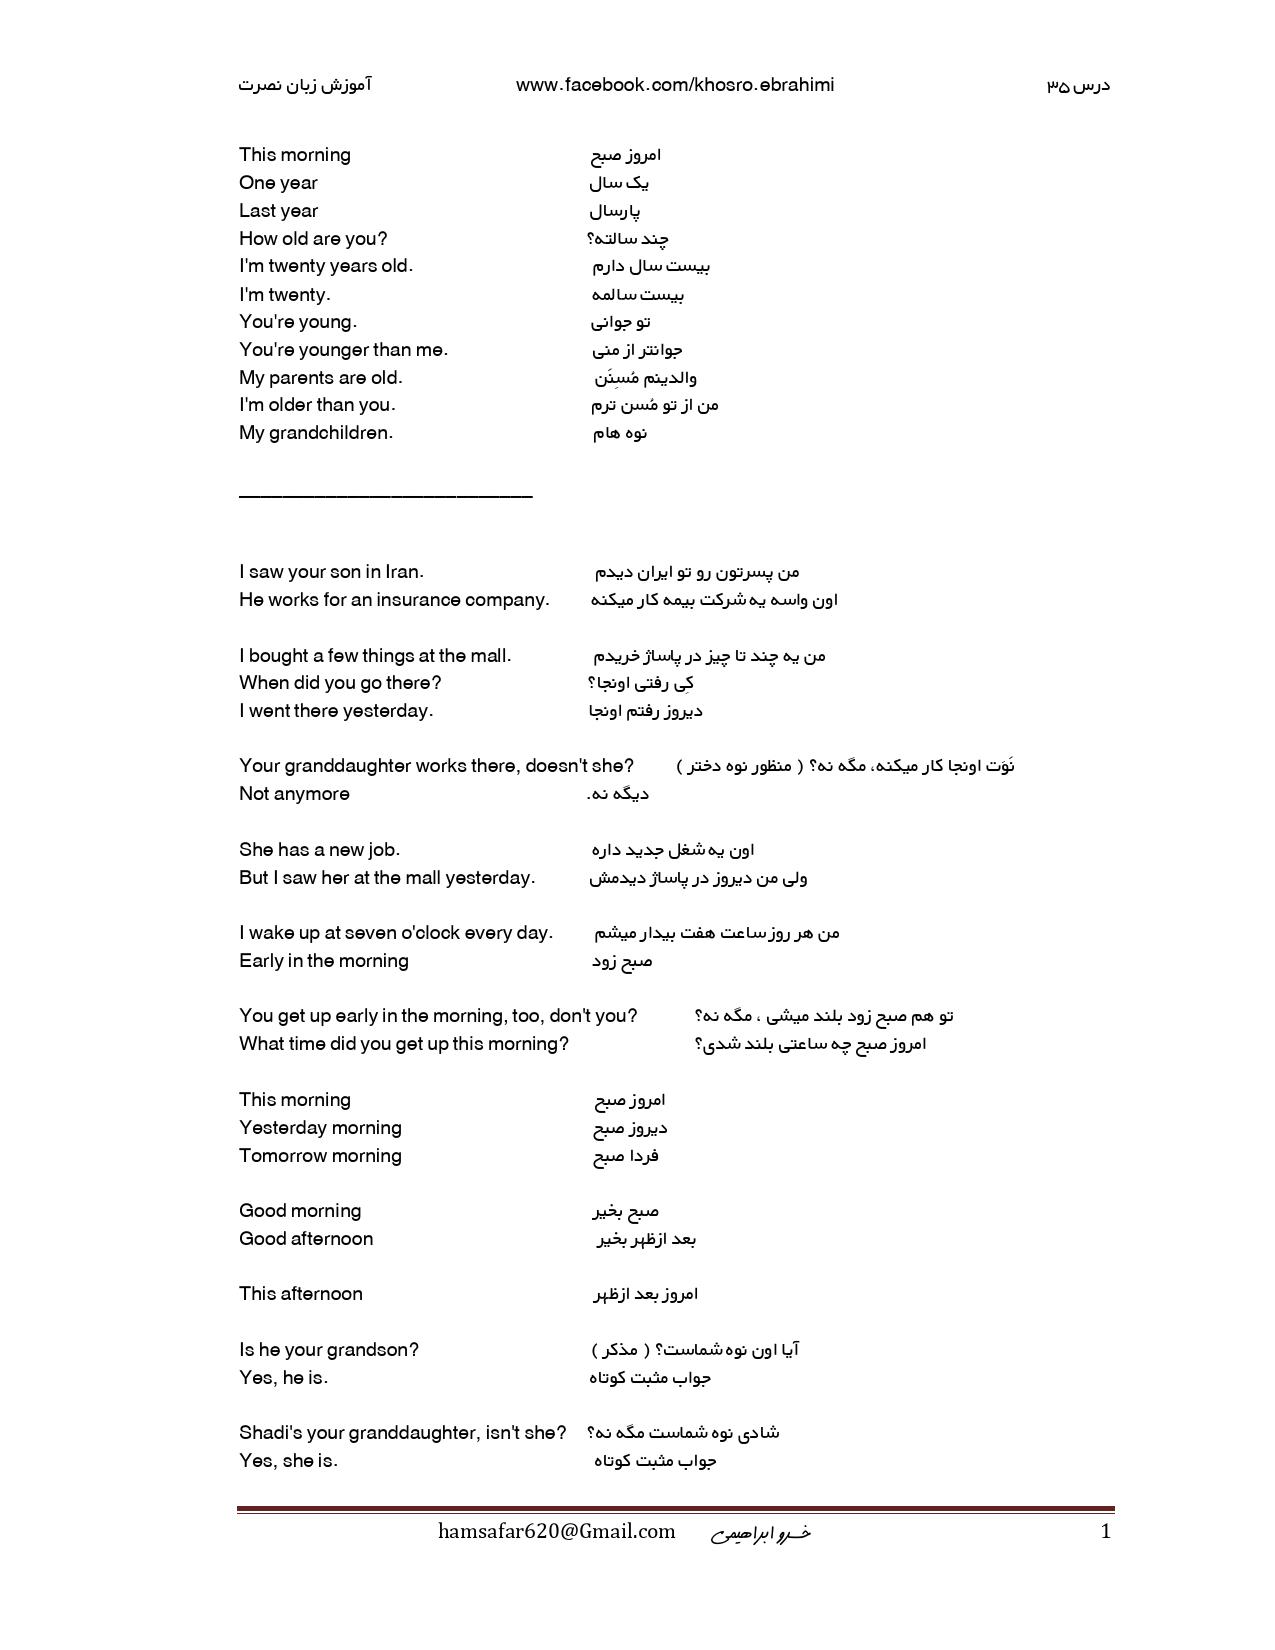 آموزش زبان نصرت www.facebook.com/khosro.ebrahimi درس ۳۵
This morning امروز صبح
One year یک سال
Last year پارسال
How old are you? چند سالته؟
I'm twenty years old. بیست سال دارم
I'm twenty. بیست سالمه
You're young. تو جوانی
You're younger than me. جوانتر از منی
My parents are old. والدینم مُسِنَن
I'm older than you. من از تو مُسن ترم
My grandchildren. نوه هام
___________________________
I saw your son in Iran. من پسرتون رو تو ایران دیدم
He works for an insurance company. اون واسه یه شرکت بیمه کار میکنه
I bought a few things at the mall. من یه چند تا چیز در پاساژ خریدم
When did you go there? کِی رفتی اونجا؟
I went there yesterday. دیروز رفتم اونجا
Your granddaughter works there, doesn't she? نَوَت اونجا کار میکنه، مگه نه؟ ( منظور نوه دختر )
Not anymore دیگه نه.
She has a new job. اون یه شغل جدید داره
But I saw her at the mall yesterday. ولی من دیروز در پاساژ دیدمش
I wake up at seven o'clock every day. من هر روز ساعت هفت بیدار میشم
Early in the morning صبح زود
You get up early in the morning, too, don't you? تو هم صبح زود بلند میشی ، مگه نه؟
What time did you get up this morning? امروز صبح چه ساعتی بلند شدی؟
This morning امروز صبح
Yesterday morning دیروز صبح
Tomorrow morning فردا صبح
Good morning صبح بخیر
Good afternoon بعد ازظهر بخیر
This afternoon امروز بعد ازظهر
Is he your grandson? آیا اون نوه شماست؟ ( مذکر )
Yes, he is. جواب مثبت کوتاه
Shadi's your granddaughter, isn't she? شادی نوه شماست مگه نه؟
Yes, she is. جواب مثبت کوتاه
hamsafar620@Gmail.com خسرو ابراهیمی 1